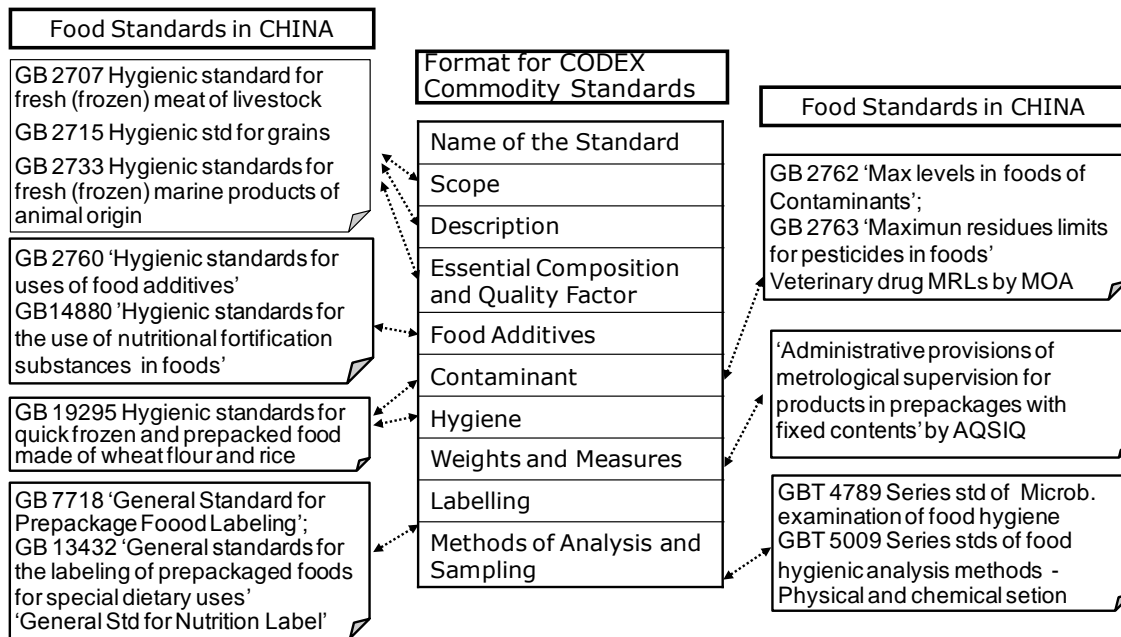 Food Standards in CHINA
GB 2707 Hygienic standard for
fresh (frozen) meat of livestock
GB 2715 Hygienic std for grains
GB 2733 Hygienic standards for
fresh (frozen) marine products of
animal origin
GB 2760 ‘Hygienic standards for
uses of food additives’
GB14880 ’Hygienic standards for
the use of nutritional fortification
substances in foods’
GB 19295 Hygienic standards for
quick frozen and prepacked food
made of wheat flour and rice
GB 7718 ‘General Standard for
Prepackage Foood Labeling’;
GB 13432 ‘General standards for
the labeling of prepackaged foods
for special dietary uses’
‘General Std for Nutrition Label’
Format for CODEX
Commodity Standards
Name of the Standard
Scope
Description
Essential Composition
and Quality Factor
Food Additives
Contaminant
Hygiene
Weights and Measures
Labelling
Methods of Analysis and
Sampling
Food Standards in CHINA
GB 2762 ‘Max levels in foods of
Contaminants’;
GB 2763 ‘Maximun residues limits
for pesticides in foods’
Veterinary drug MRLs by MOA
‘Administrative provisions of
metrological supervision for
products in prepackages with
fixed contents’ by AQSIQ
GBT 4789 Series std of Microb.
examination of food hygiene
GBT 5009 Series stds of food
hygienic analysis methods -
Physical and chemical setion